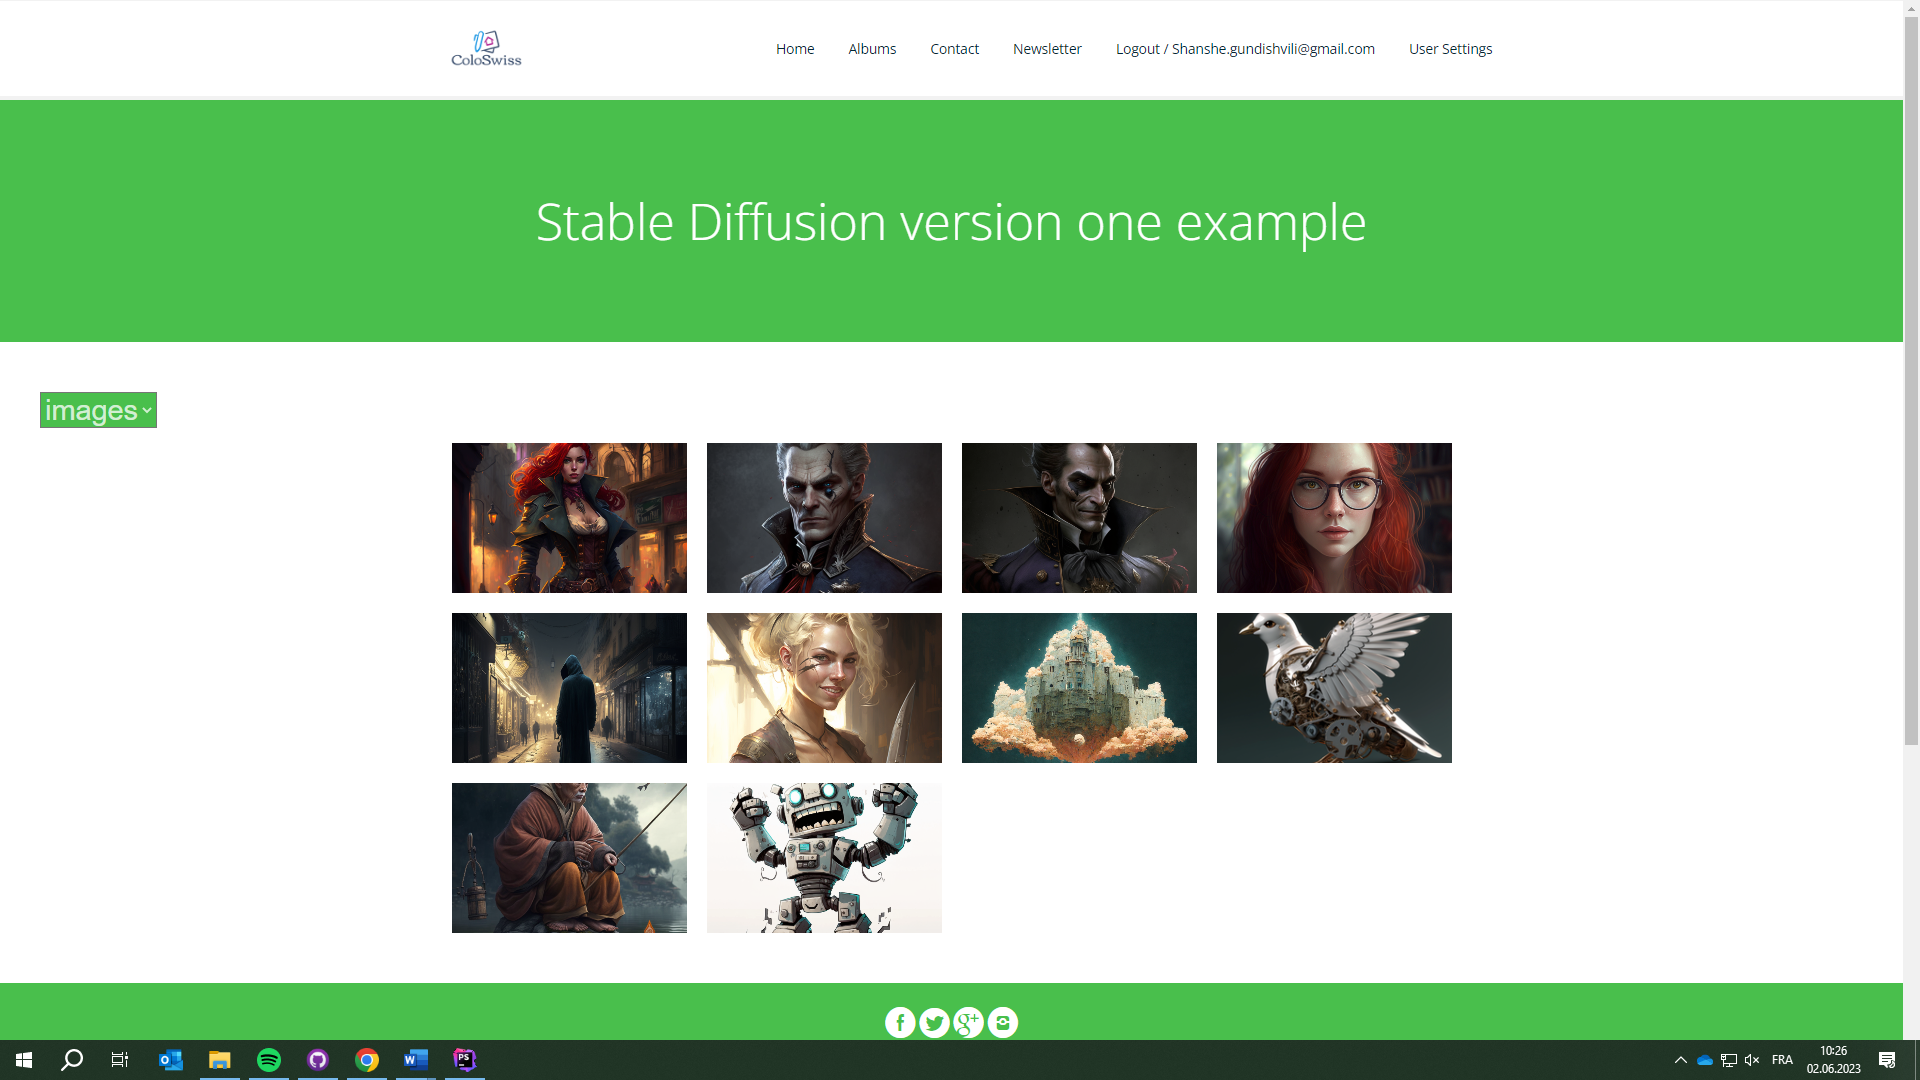 ColoSwiss
Home Albums Contact Newsletter Logout / Shanshe.gundishvili@gmail.com User Settings
Stable Diffusion version one example
images
FRA
10:26
02.06.2023